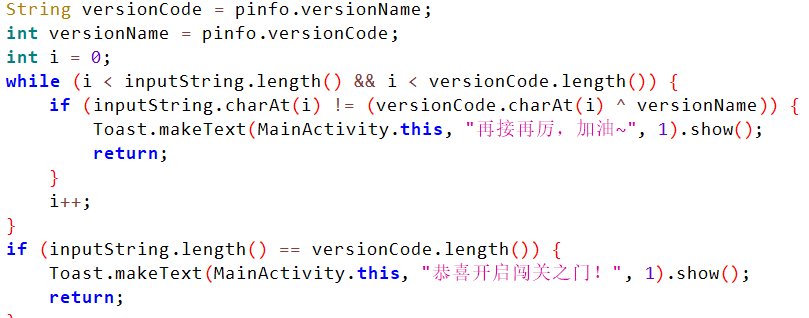 String versionCode = pinfo.versionName;
int versionName = pinfo.versionCode;
int i = 0;
while (i < inputString.length() && i < versionCode.length()) {
    if (inputString.charAt(i) != (versionCode.charAt(i) ^ versionName)) {
        Toast.makeText(MainActivity.this, "再接再厉，加油~", 1).show();
        return;
    }
    i++;
}
if (inputString.length() == versionCode.length()) {
    Toast.makeText(MainActivity.this, "恭喜开启闯关之门！", 1).show();
    return;